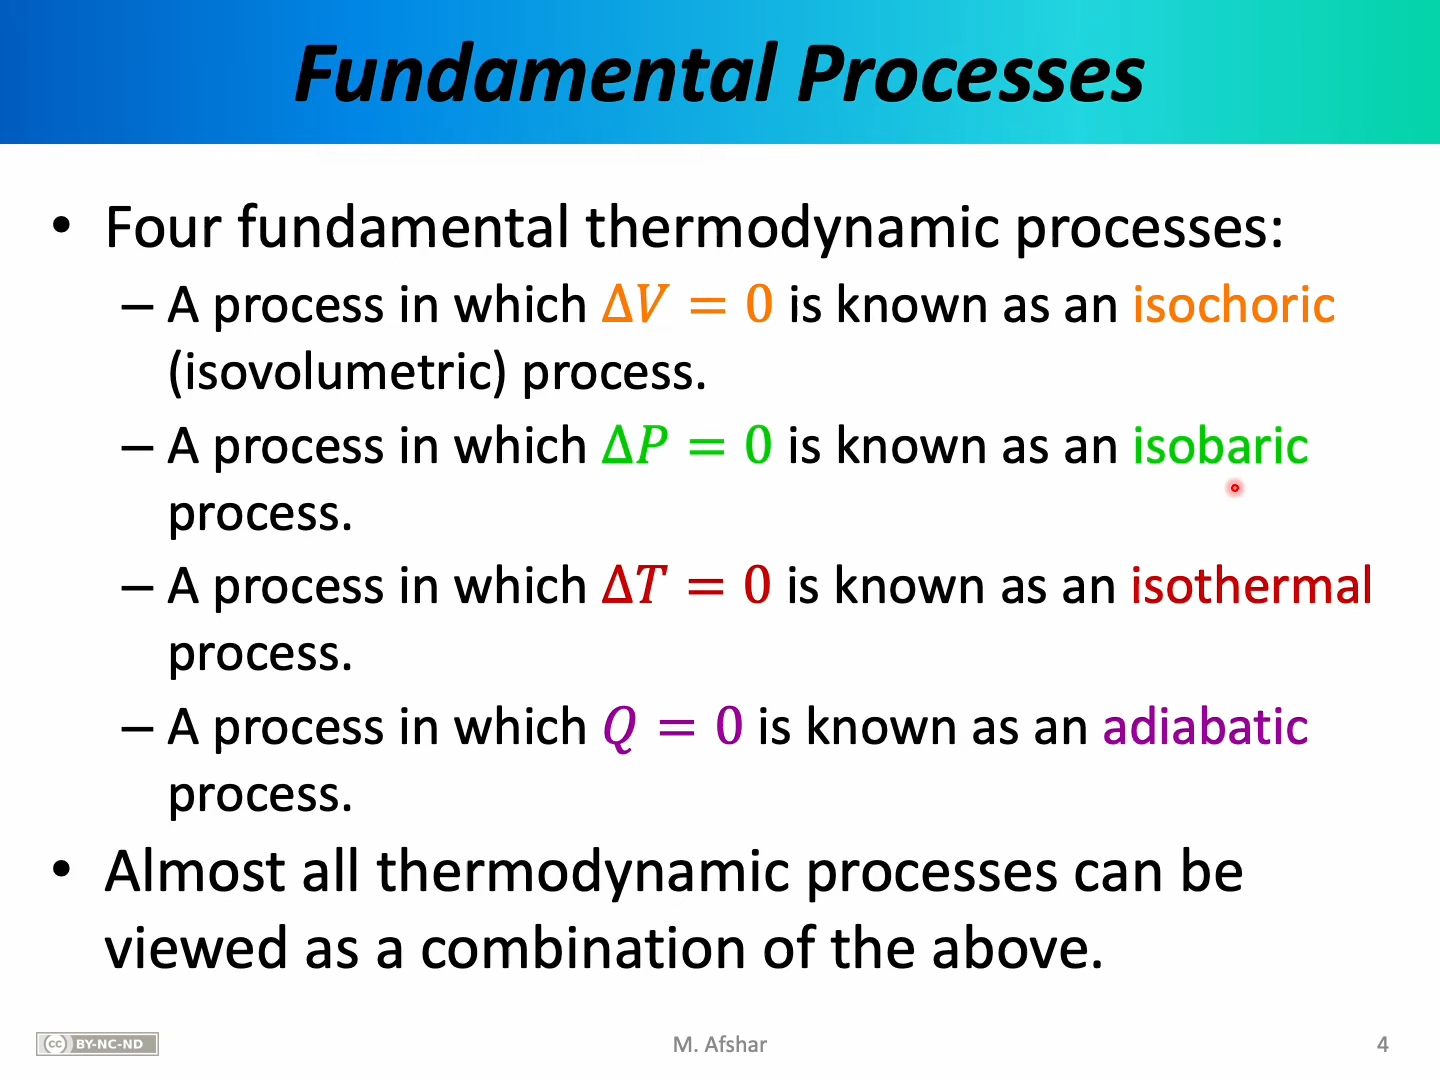 Fundamental Processes
• Four fundamental thermodynamic processes:
– A process in which ΔV = 0 is known as an isochoric
(isovolumetric) process.
– A process in which ΔP = 0 is known as an isobaric
process.
– A process in which ΔT = 0 is known as an isothermal
process.
– A process in which Q = 0 is known as an adiabatic
process.
• Almost all thermodynamic processes can be
viewed as a combination of the above.
cc BY-NC-ND
M. Afshar
4